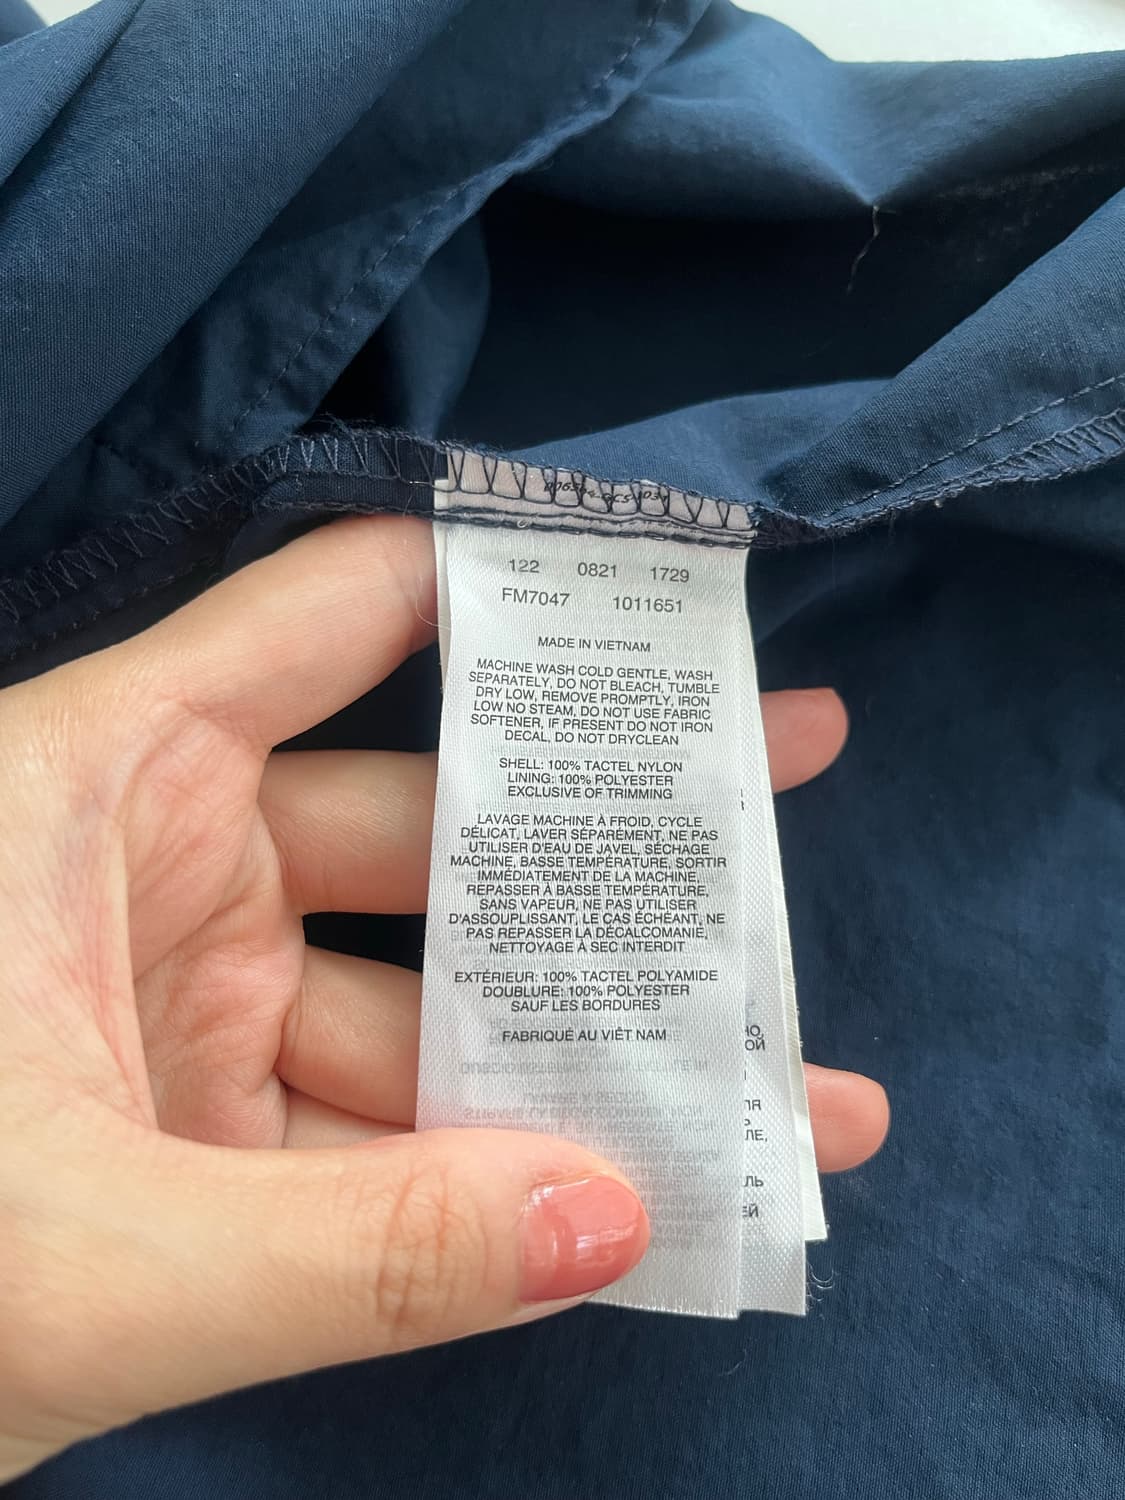 122 0821 1729
FM7047 1011651
MADE IN VIETNAM
MACHINE WASH COLD GENTLE, WASH
SEPARATELY, DO NOT BLEACH, TUMBLE
DRY LOW, REMOVE PROMPTLY, IRON
LOW NO STEAM, DO NOT USE FABRIC
SOFTENER, IF PRESENT DO NOT IRON
DECAL, DO NOT DRYCLEAN
SHELL: 100% TACTEL NYLON
LINING: 100% POLYESTER
EXCLUSIVE OF TRIMMING
LAVAGE MACHINE À FROID, CYCLE
DÉLICAT, LAVER SÉPARÉMENT, NE PAS
UTILISER D'EAU DE JAVEL, SÉCHAGE
MACHINE, BASSE TEMPÉRATURE, SORTIR
IMMÉDIATEMENT DE LA MACHINE,
REPASSER À BASSE TEMPÉRATURE,
SANS VAPEUR, NE PAS UTILISER
D'ASSOUPLISSANT, LE CAS ÉCHÉANT, NE
PAS REPASSER LA DÉCALCOMANIE,
NETTOYAGE À SEC INTERDIT
EXTÉRIEUR: 100% TACTEL POLYAMIDE
DOUBLURE: 100% POLYESTER
SAUF LES BORDURES
FABRIQUÉ AU VIÊT NAM